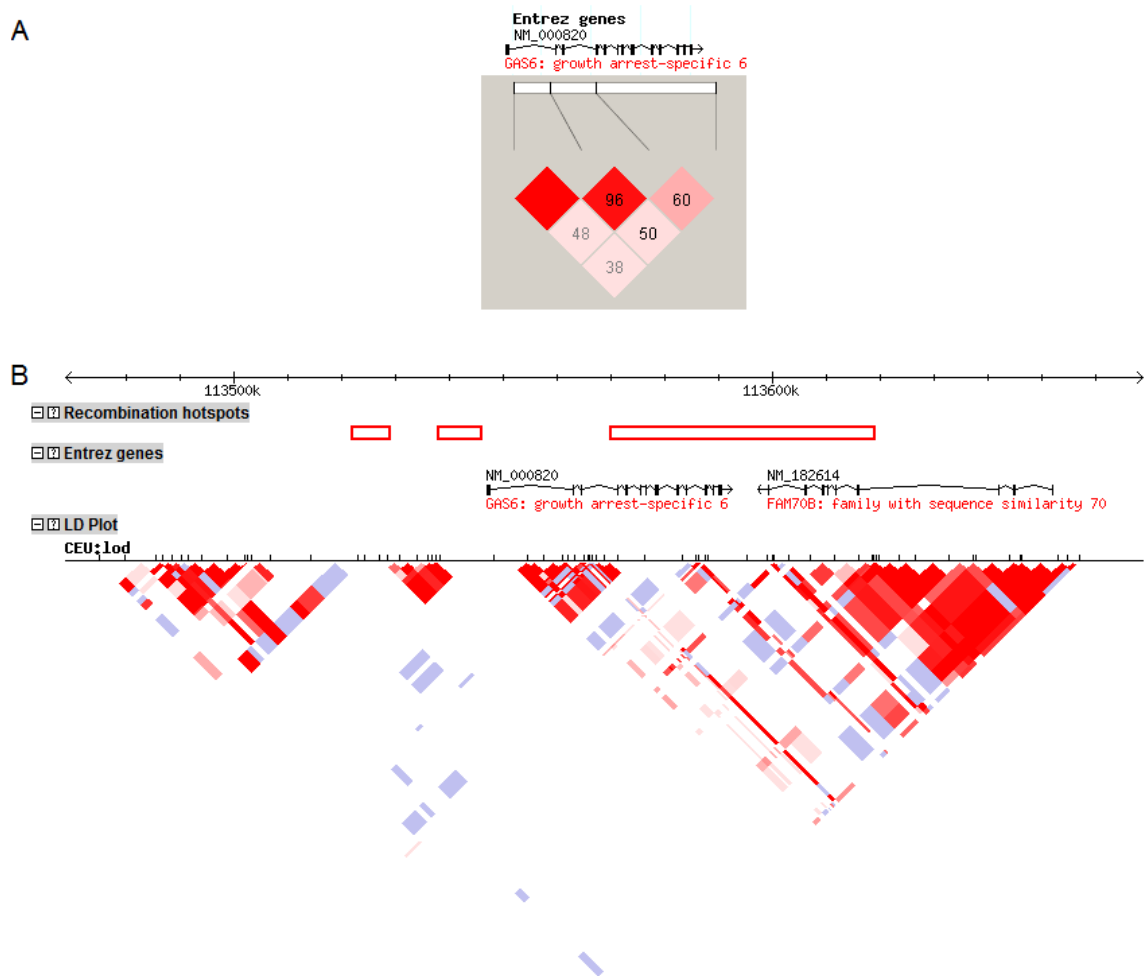 A
Entrez genes
NM_000820
GAS6: growth arrest-specific 6
96
60
48
50
38
B
113500k
113600k
Recombination hotspots
Entrez genes
NM_000820
NM_182614
GAS6: growth arrest-specific 6
FAM70B: family with sequence similarity 70
LD Plot
CEU:lod